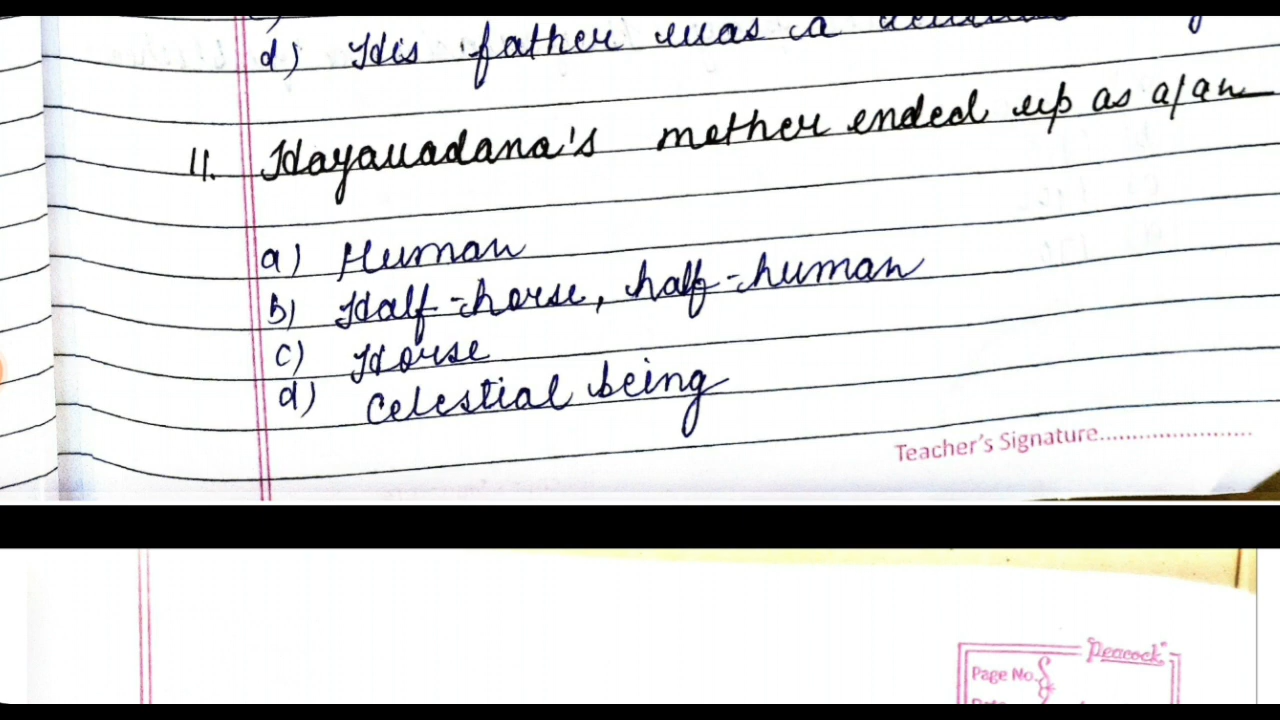 d) His father was a
11. Hayavadana's mother ended up as a/an
a) Human
b) Half-horse, half-human
c) Horse
d) Celestial being
Teacher's Signature............................
"Peacock"
Page No.